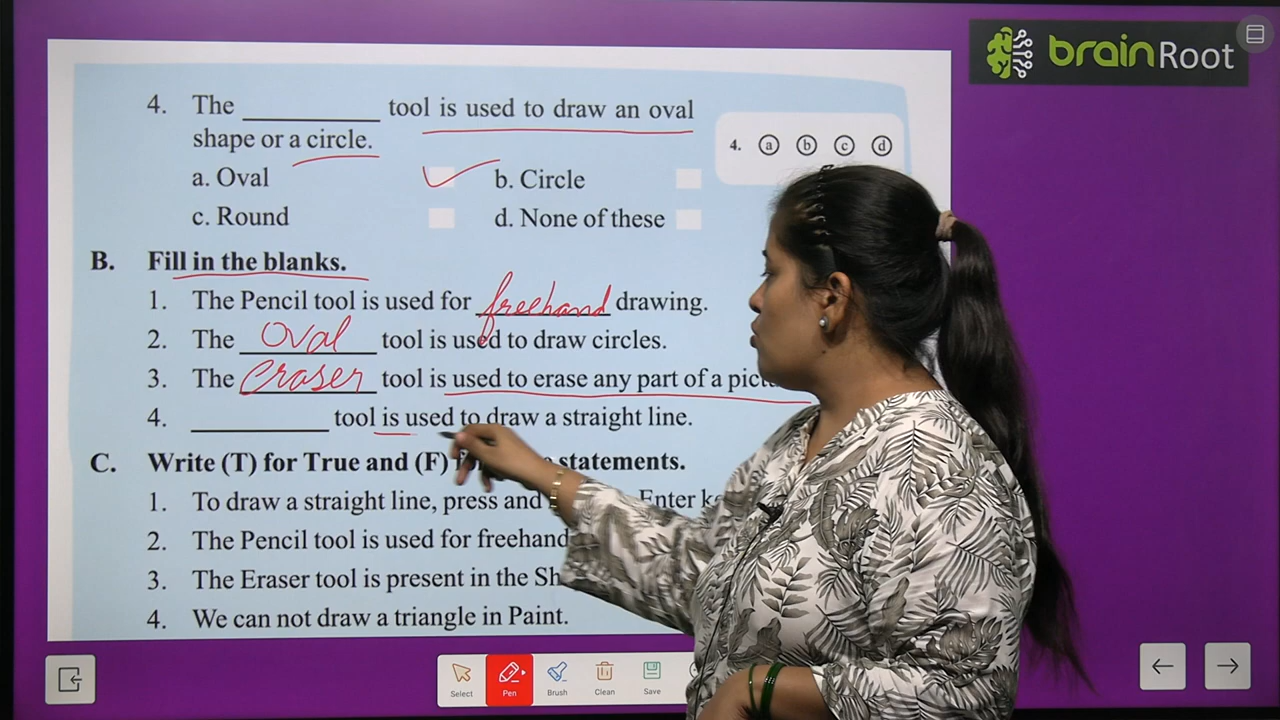 brainRoot
4. The ________ tool is used to draw an oval
shape or a circle.
4. a b c d
a. Oval b. Circle
c. Round d. None of these
B. Fill in the blanks.
1. The Pencil tool is used for freehand drawing.
2. The Oval tool is used to draw circles.
3. The eraser tool is used to erase any part of a
4. ________ tool is used to draw a straight line.
C. Write (T) for True and (F) statements.
1. To draw a straight line, press and Enter
2. The Pencil tool is used for freehand
3. The Eraser tool is present in the
4. We can not draw a triangle in Paint.
Select Pen Brush Clean Save